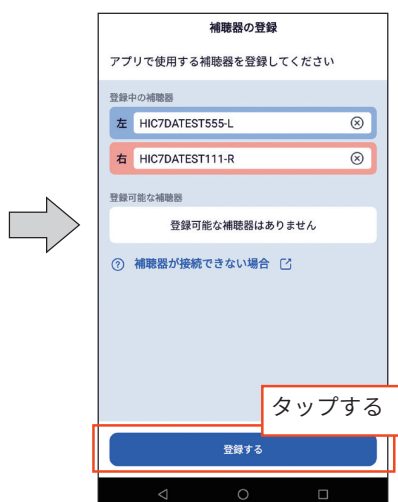 補聴器の登録
アプリで使用する補聴器を登録してください
登録中の補聴器
左 HIC7DATEST555-L
右 HIC7DATEST111-R
登録可能な補聴器
登録可能な補聴器はありません
補聴器が接続できない場合
タップする
登録する